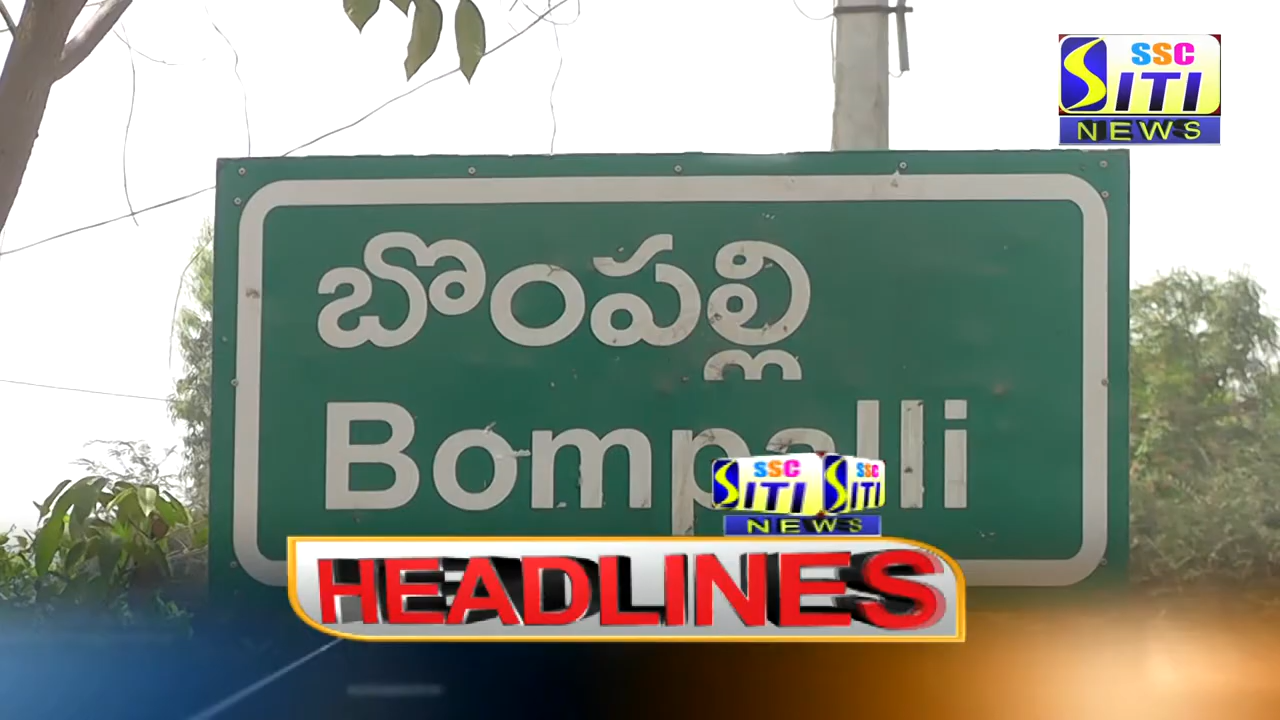 SSC
SITI
NEWS
బొంపల్లి
Bompalli
SSC SSC
SITI SITI
NEWS
HEADLINES